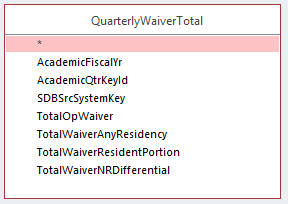 QuarterlyWaiverTotal
*
AcademicFiscalYr
AcademicQtrKeyId
SDBSrcSystemKey
TotalOpWaiver
TotalWaiverAnyResidency
TotalWaiverResidentPortion
TotalWaiverNRDifferential